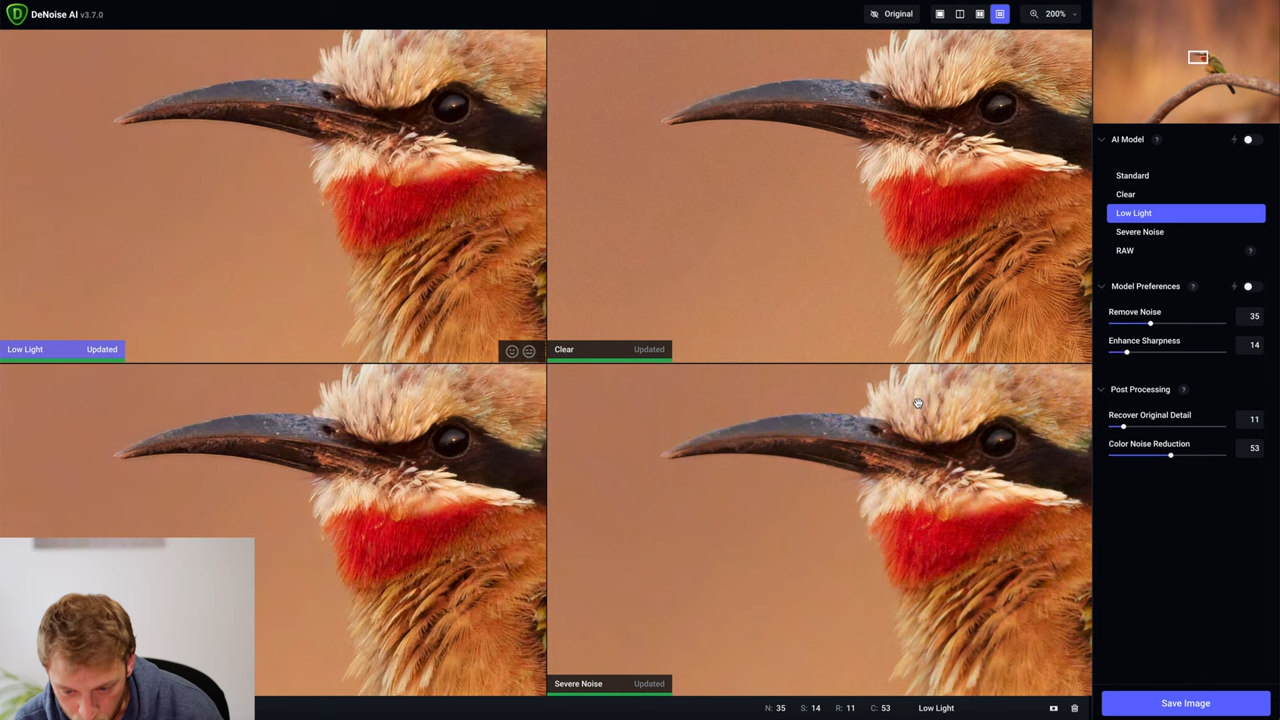 DeNoise AI v3.7.0
Original
200%
AI Model ?
Standard
Clear
Low Light
Severe Noise
RAW ?
Model Preferences ?
Remove Noise 35
Enhance Sharpness 14
Post Processing ?
Recover Original Detail 11
Color Noise Reduction 53
Low Light Updated
Clear Updated
Severe Noise Updated
N: 35 S: 14 R: 11 C: 53 Low Light
Save Image